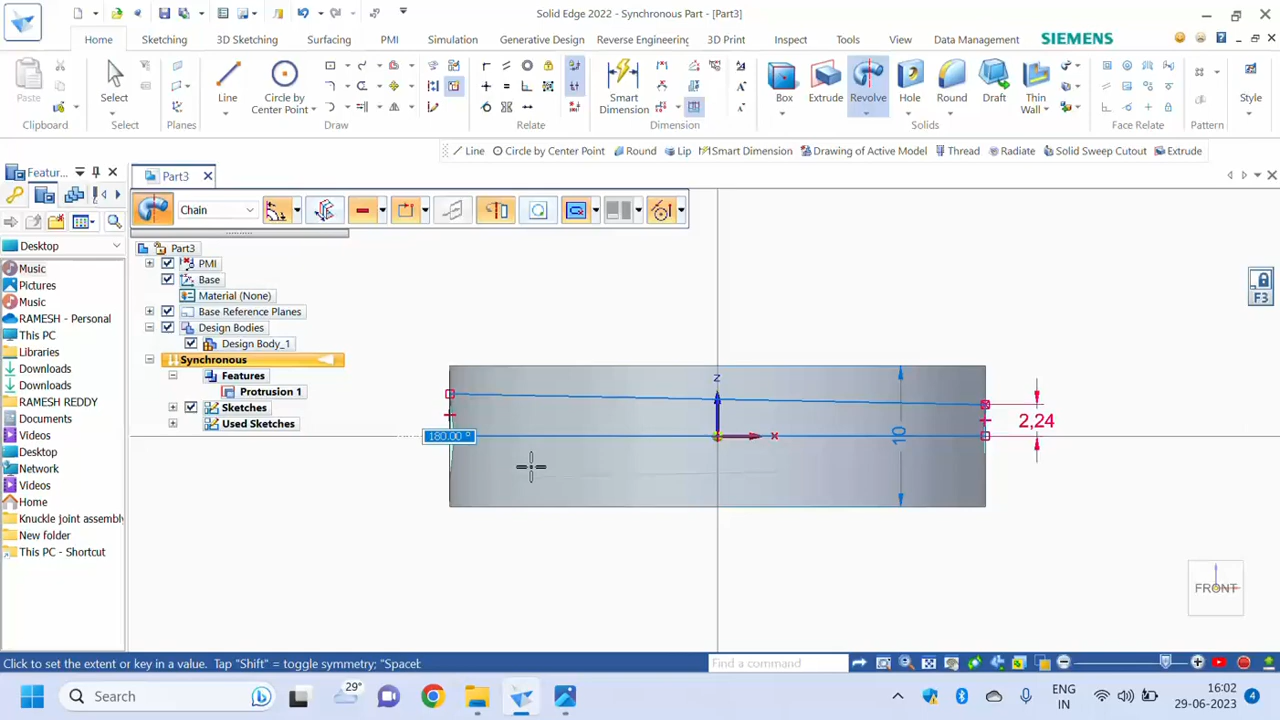 Solid Edge 2022 - Synchronous Part - [Part3]
Home
Sketching
3D Sketching
Surfacing
PMI
Simulation
Generative Design
Reverse Engineering
3D Print
Inspect
Tools
View
Data Management
SIEMENS
Paste
Select
Line
Circle by Center Point
Smart Dimension
Box
Extrude
Revolve
Hole
Round
Draft
Thin Wall
Style
Clipboard
Select
Planes
Draw
Relate
Dimension
Solids
Face Relate
Pattern
Line
Circle by Center Point
Round
Lip
Smart Dimension
Drawing of Active Model
Thread
Radiate
Solid Sweep Cutout
Extrude
Featur...
Part3
Chain
Desktop
Music
Pictures
Music
RAMESH - Personal
This PC
Libraries
Downloads
Downloads
RAMESH REDDY
Documents
Videos
Desktop
Network
Videos
Home
Knuckle joint assembly
New folder
This PC - Shortcut
Part3
PMI
Base
Material (None)
Base Reference Planes
Design Bodies
Design Body_1
Synchronous
Features
Protrusion 1
Sketches
Used Sketches
F3
z
x
180.00 °
10
2,24
FRONT
Click to set the extent or key in a value. Tap "Shift" = toggle symmetry; "Spacel:
Find a command
Search
29°
ENG
IN
16:02
29-06-2023
4